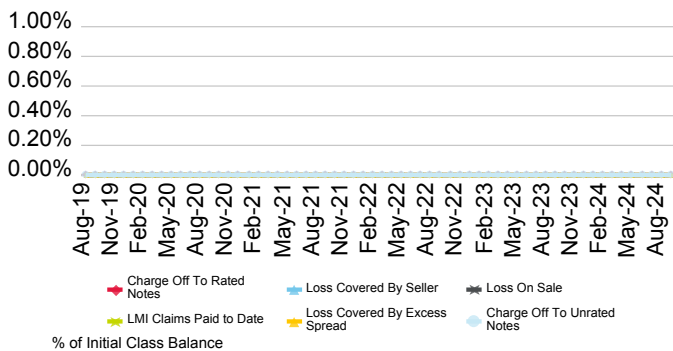 1.00%
0.80%
0.60%
0.40%
0.20%
0.00%
Aug-19
Nov-19
Feb-20
May-20
Aug-20
Nov-20
Feb-21
May-21
Aug-21
Nov-21
Feb-22
May-22
Aug-22
Nov-22
Feb-23
May-23
Aug-23
Nov-23
Feb-24
May-24
Aug-24
Charge Off To Rated
Notes
Loss Covered By Seller
Loss On Sale
LMI Claims Paid to Date
Loss Covered By Excess
Spread
Charge Off To Unrated
Notes
% of Initial Class Balance